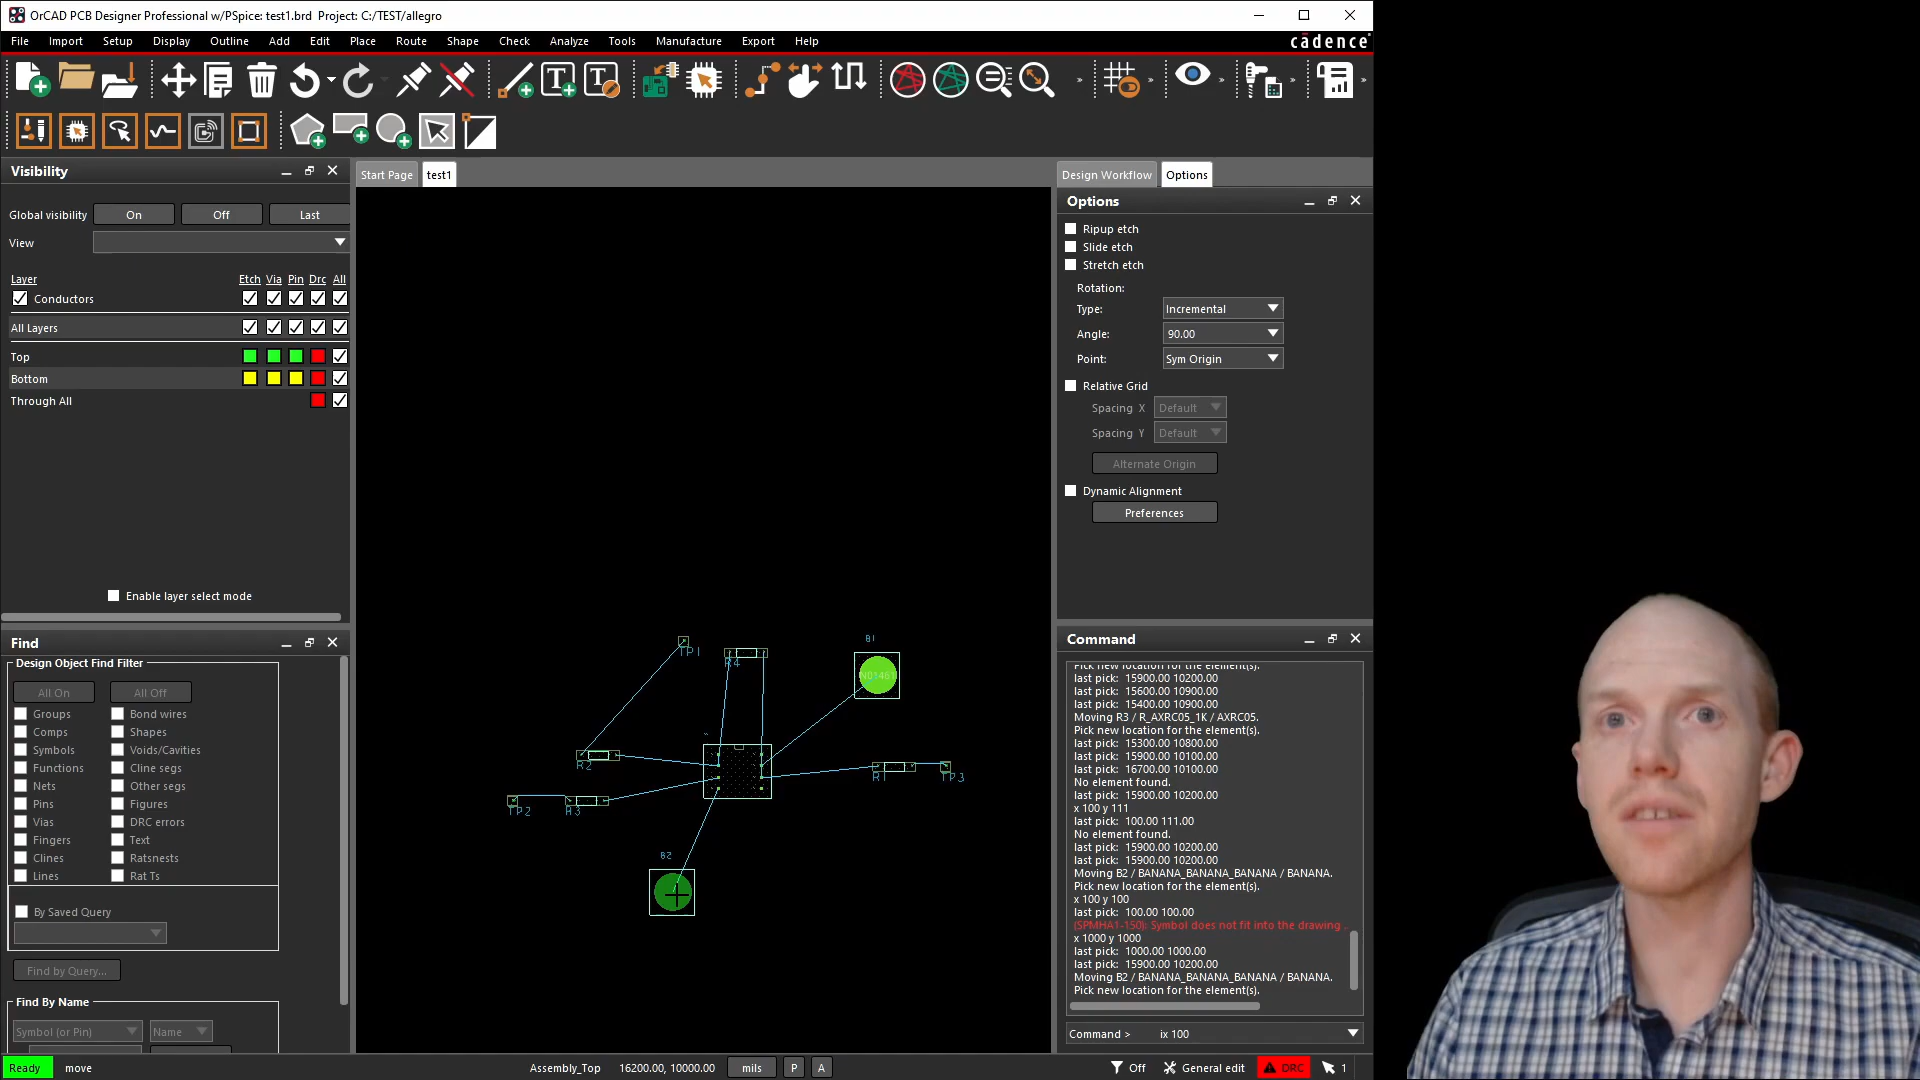 OrCAD PCB Designer Professional w/PSpice: test1.brd Project: C:/TEST/allegro
File Import Setup Display Outline Add Edit Place Route Shape Check Analyze Tools Manufacture Export Help
cādence
Visibility
Global visibility On Off Last
View
Layer Etch Via Pin Drc All
Conductors
All Layers
Top
Bottom
Through All
Enable layer select mode
Find
Design Object Find Filter
All On All Off
Groups Bond wires
Comps Shapes
Symbols Voids/Cavities
Functions Cline segs
Nets Other segs
Pins Figures
Vias DRC errors
Fingers Text
Clines Ratsnests
Lines Rat Ts
By Saved Query
Find by Query...
Find By Name
Symbol (or Pin) Name
Start Page test1
B1
TP1 R4
R2
R1 TP3
TP2 R3
B2
Design Workflow Options
Options
Ripup etch
Slide etch
Stretch etch
Rotation:
Type: Incremental
Angle: 90.00
Point: Sym Origin
Relative Grid
Spacing X Default
Spacing Y Default
Alternate Origin
Dynamic Alignment
Preferences
Command
Pick new location for the element(s).
last pick: 15900.00 10200.00
last pick: 15600.00 10900.00
last pick: 15400.00 10900.00
Moving R3 / R_AXRC05_1K / AXRC05.
Pick new location for the element(s).
last pick: 15300.00 10800.00
last pick: 15900.00 10100.00
last pick: 16700.00 10100.00
No element found.
last pick: 15900.00 10200.00
x 100 y 111
last pick: 100.00 111.00
No element found.
last pick: 15900.00 10200.00
last pick: 15900.00 10200.00
Moving B2 / BANANA_BANANA_BANANA / BANANA.
Pick new location for the element(s).
x 100 y 100
last pick: 100.00 100.00
(SPMHA1-150): Symbol does not fit into the drawing
x 1000 y 1000
last pick: 1000.00 1000.00
last pick: 15900.00 10200.00
Moving B2 / BANANA_BANANA_BANANA / BANANA.
Pick new location for the element(s).
Command > ix 100
Ready move Assembly_Top 16200.00, 10000.00 mils P A Off General edit DRC 1